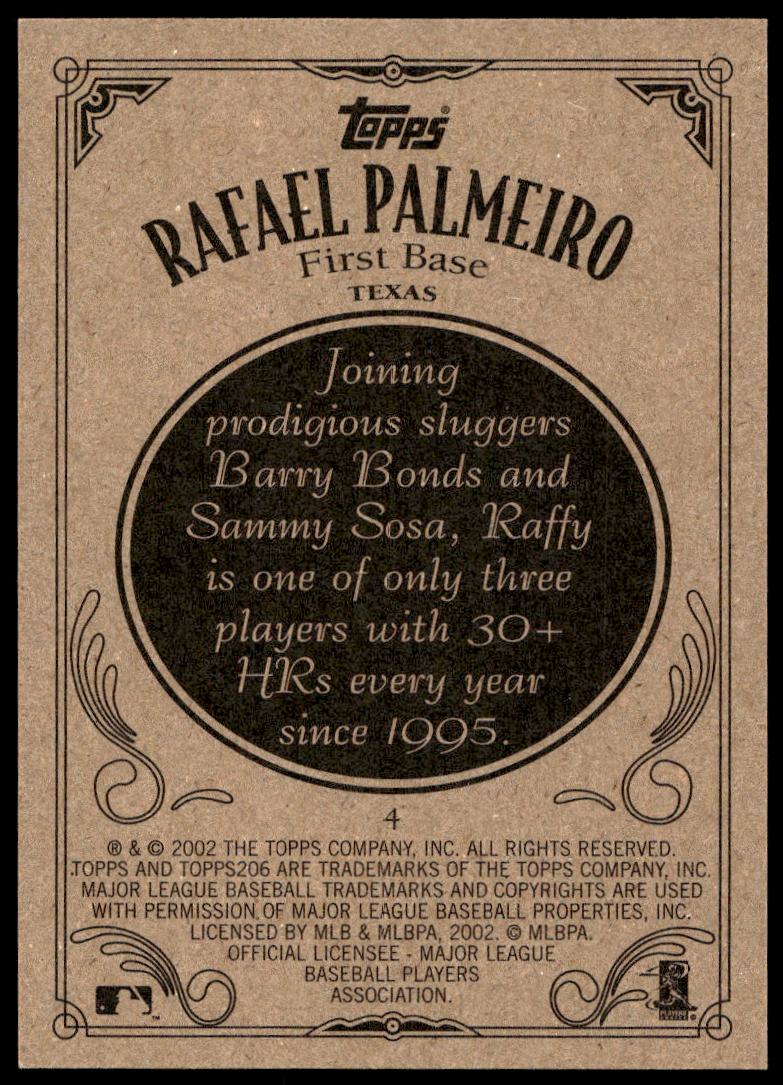 Topps®
RAFAEL PALMEIRO
First Base
TEXAS
Joining
prodigious sluggers
Barry Bonds and
Sammy Sosa, Raffy
is one of only three
players with 30+
HRs every year
since 1995.
4
® & © 2002 THE TOPPS COMPANY, INC. ALL RIGHTS RESERVED.
TOPPS AND TOPPS206 ARE TRADEMARKS OF THE TOPPS COMPANY, INC.
MAJOR LEAGUE BASEBALL TRADEMARKS AND COPYRIGHTS ARE USED
WITH PERMISSION OF MAJOR LEAGUE BASEBALL PROPERTIES, INC.
LICENSED BY MLB & MLBPA, 2002. © MLBPA.
OFFICIAL LICENSEE - MAJOR LEAGUE
BASEBALL PLAYERS
ASSOCIATION.